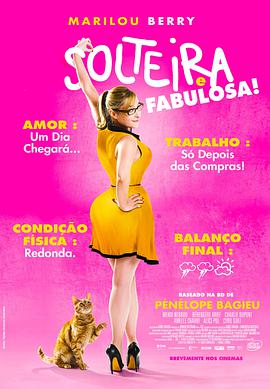 MARILOU BERRY
SOLTEIRA
e
FABULOSA!
AMOR :
Um Dia
Chegará...
TRABALHO :
Só Depois
das Compras!
CONDIÇÃO
FÍSICA :
Redonda.
BALANÇO
FINAL :
BASEADO NA BD DE
PÉNÉLOPE BAGIEU
BREVEMENTE NOS CINEMAS